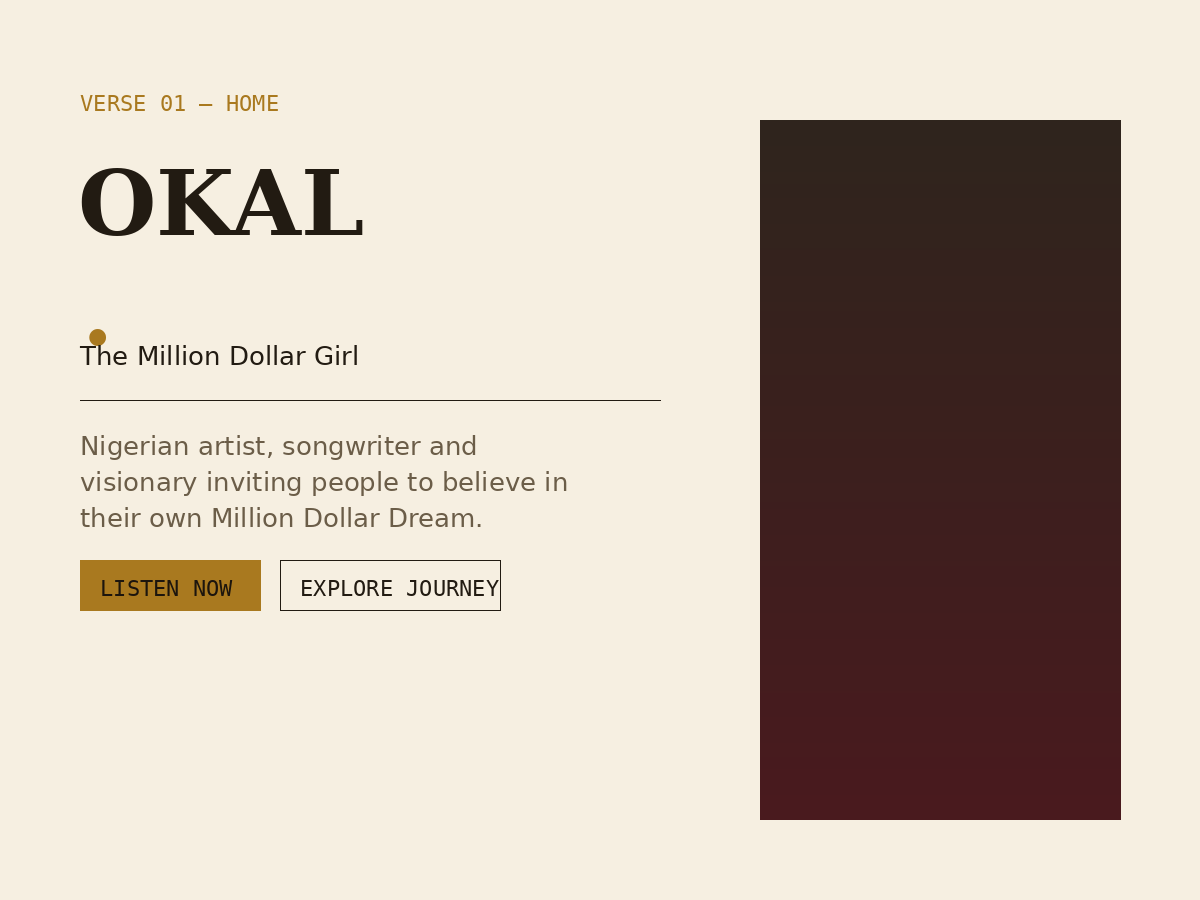 VERSE 01 — HOME
OKAL
The Million Dollar Girl
Nigerian artist, songwriter and
visionary inviting people to believe in
their own Million Dollar Dream.
LISTEN NOW
EXPLORE JOURNEY